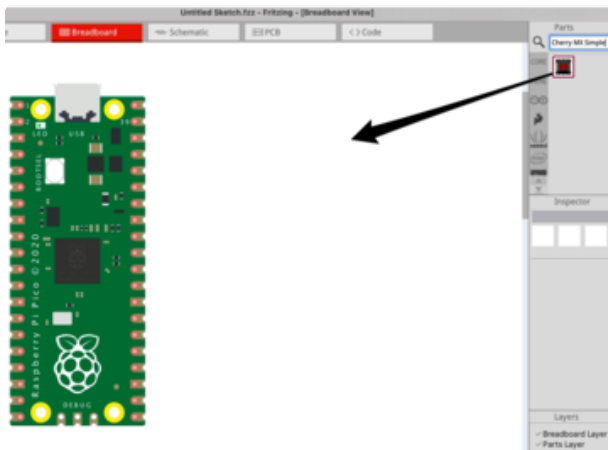 Untitled Sketch.fzz – Fritzing – [Breadboard View]
Breadboard
Schematic
PCB
Code
Parts
Cherry MX Simple
CORE
LED
USB
BOOTSEL
Raspberry Pi Pico © 2020
DEBUG
Inspector
Layers
Breadboard Layer
Parts Layer